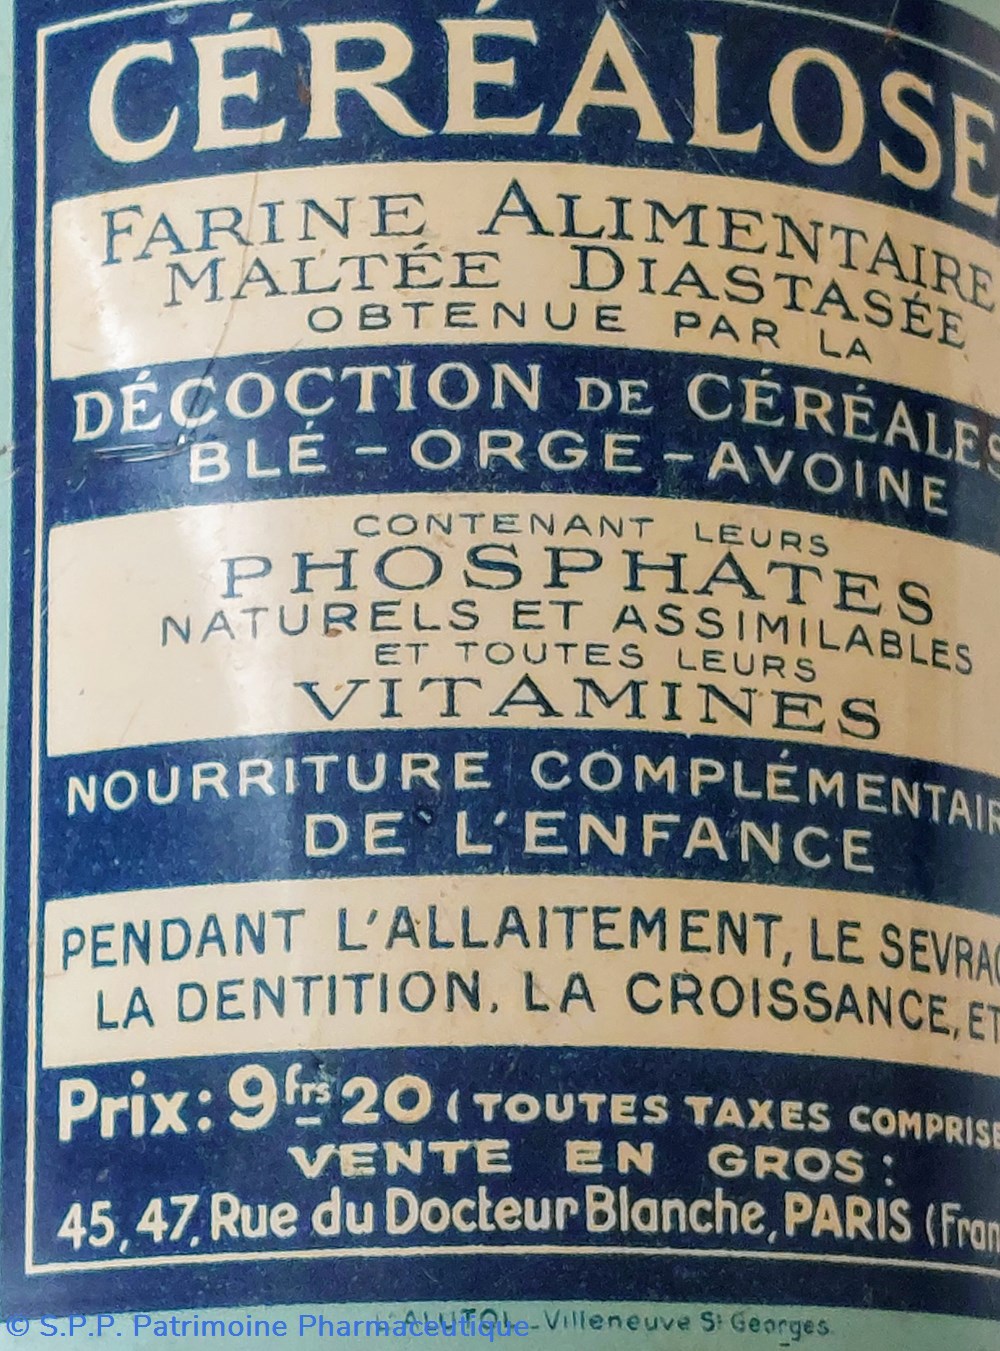 CÉRÉALOSE
FARINE ALIMENTAIRE
MALTÉE DIASTASÉE
OBTENUE PAR LA
DÉCOCTION DE CÉRÉALES
BLÉ - ORGE - AVOINE
CONTENANT LEURS
PHOSPHATES
NATURELS ET ASSIMILABLES
ET TOUTES LEURS
VITAMINES
NOURRITURE COMPLÉMENTAIR
DE L'ENFANCE
PENDANT L'ALLAITEMENT, LE SEVRAG
LA DENTITION, LA CROISSANCE, ET
Prix: 9 frs 20 (TOUTES TAXES COMPRISE
VENTE EN GROS:
45, 47, Rue du Docteur Blanche, PARIS (Fran
L'ALUTOL - Villeneuve St Georges
© S.P.P. Patrimoine Pharmaceutique